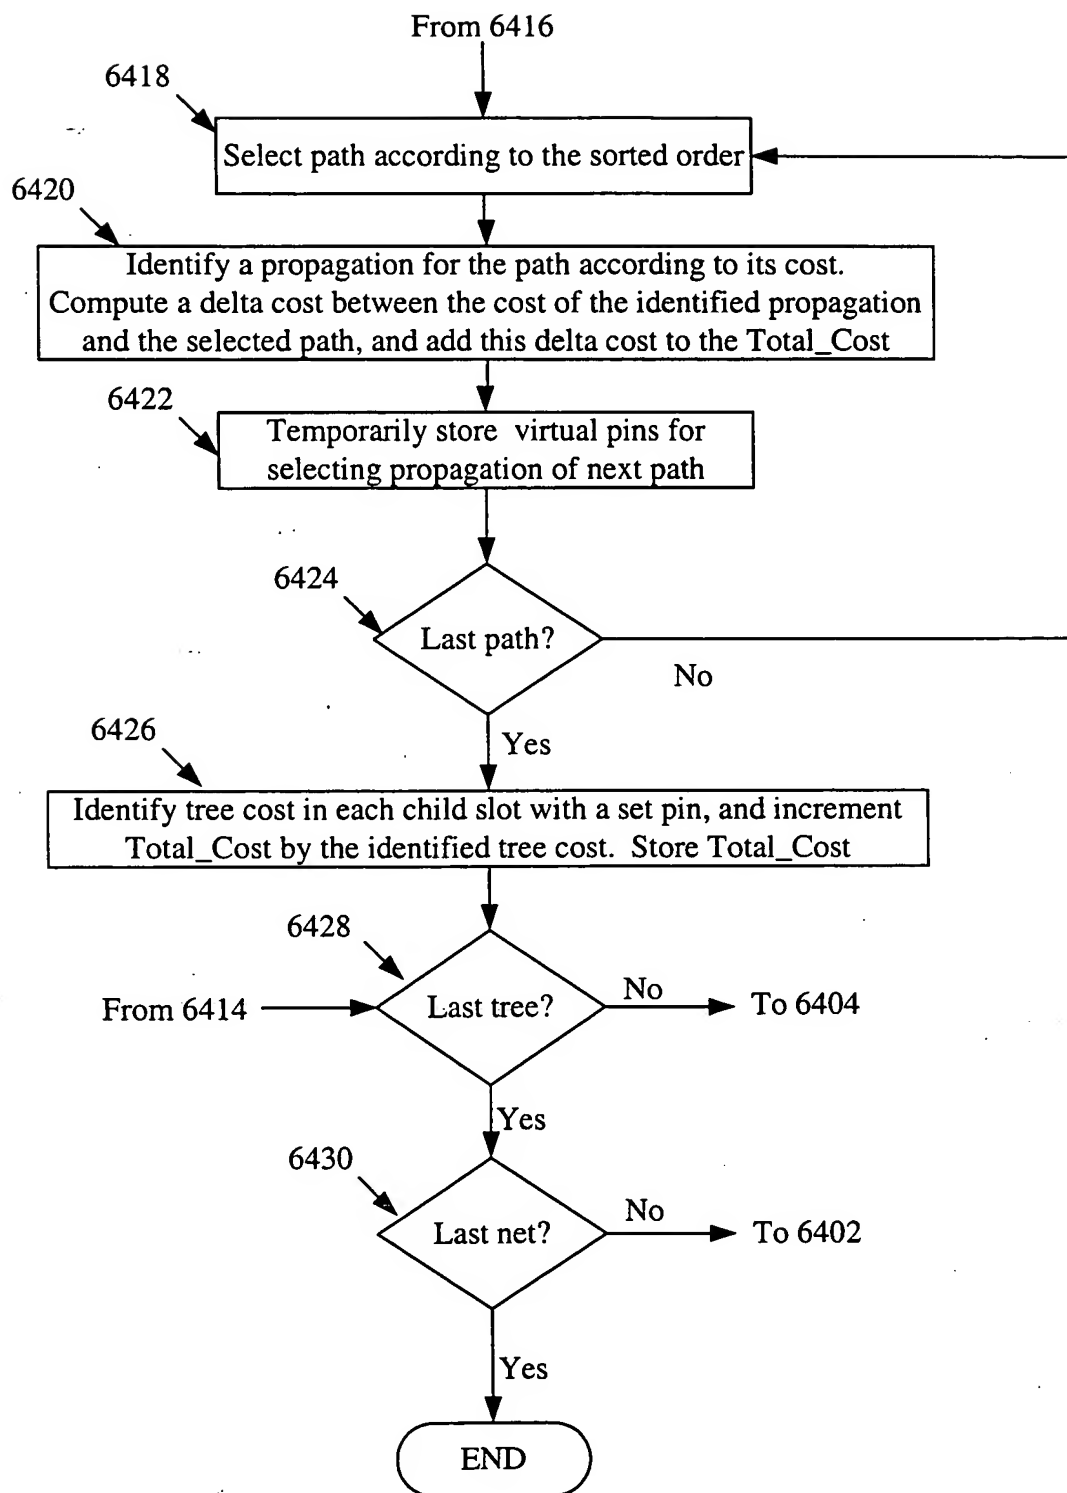 From 6416
6418
Select path according to the sorted order
6420
Identify a propagation for the path according to its cost.
Compute a delta cost between the cost of the identified propagation
and the selected path, and add this delta cost to the Total_Cost
6422
Temporarily store virtual pins for
selecting propagation of next path
6424
Last path?
No
Yes
6426
Identify tree cost in each child slot with a set pin, and increment
Total_Cost by the identified tree cost. Store Total_Cost
6428
From 6414
Last tree?
No
To 6404
Yes
6430
Last net?
No
To 6402
Yes
END